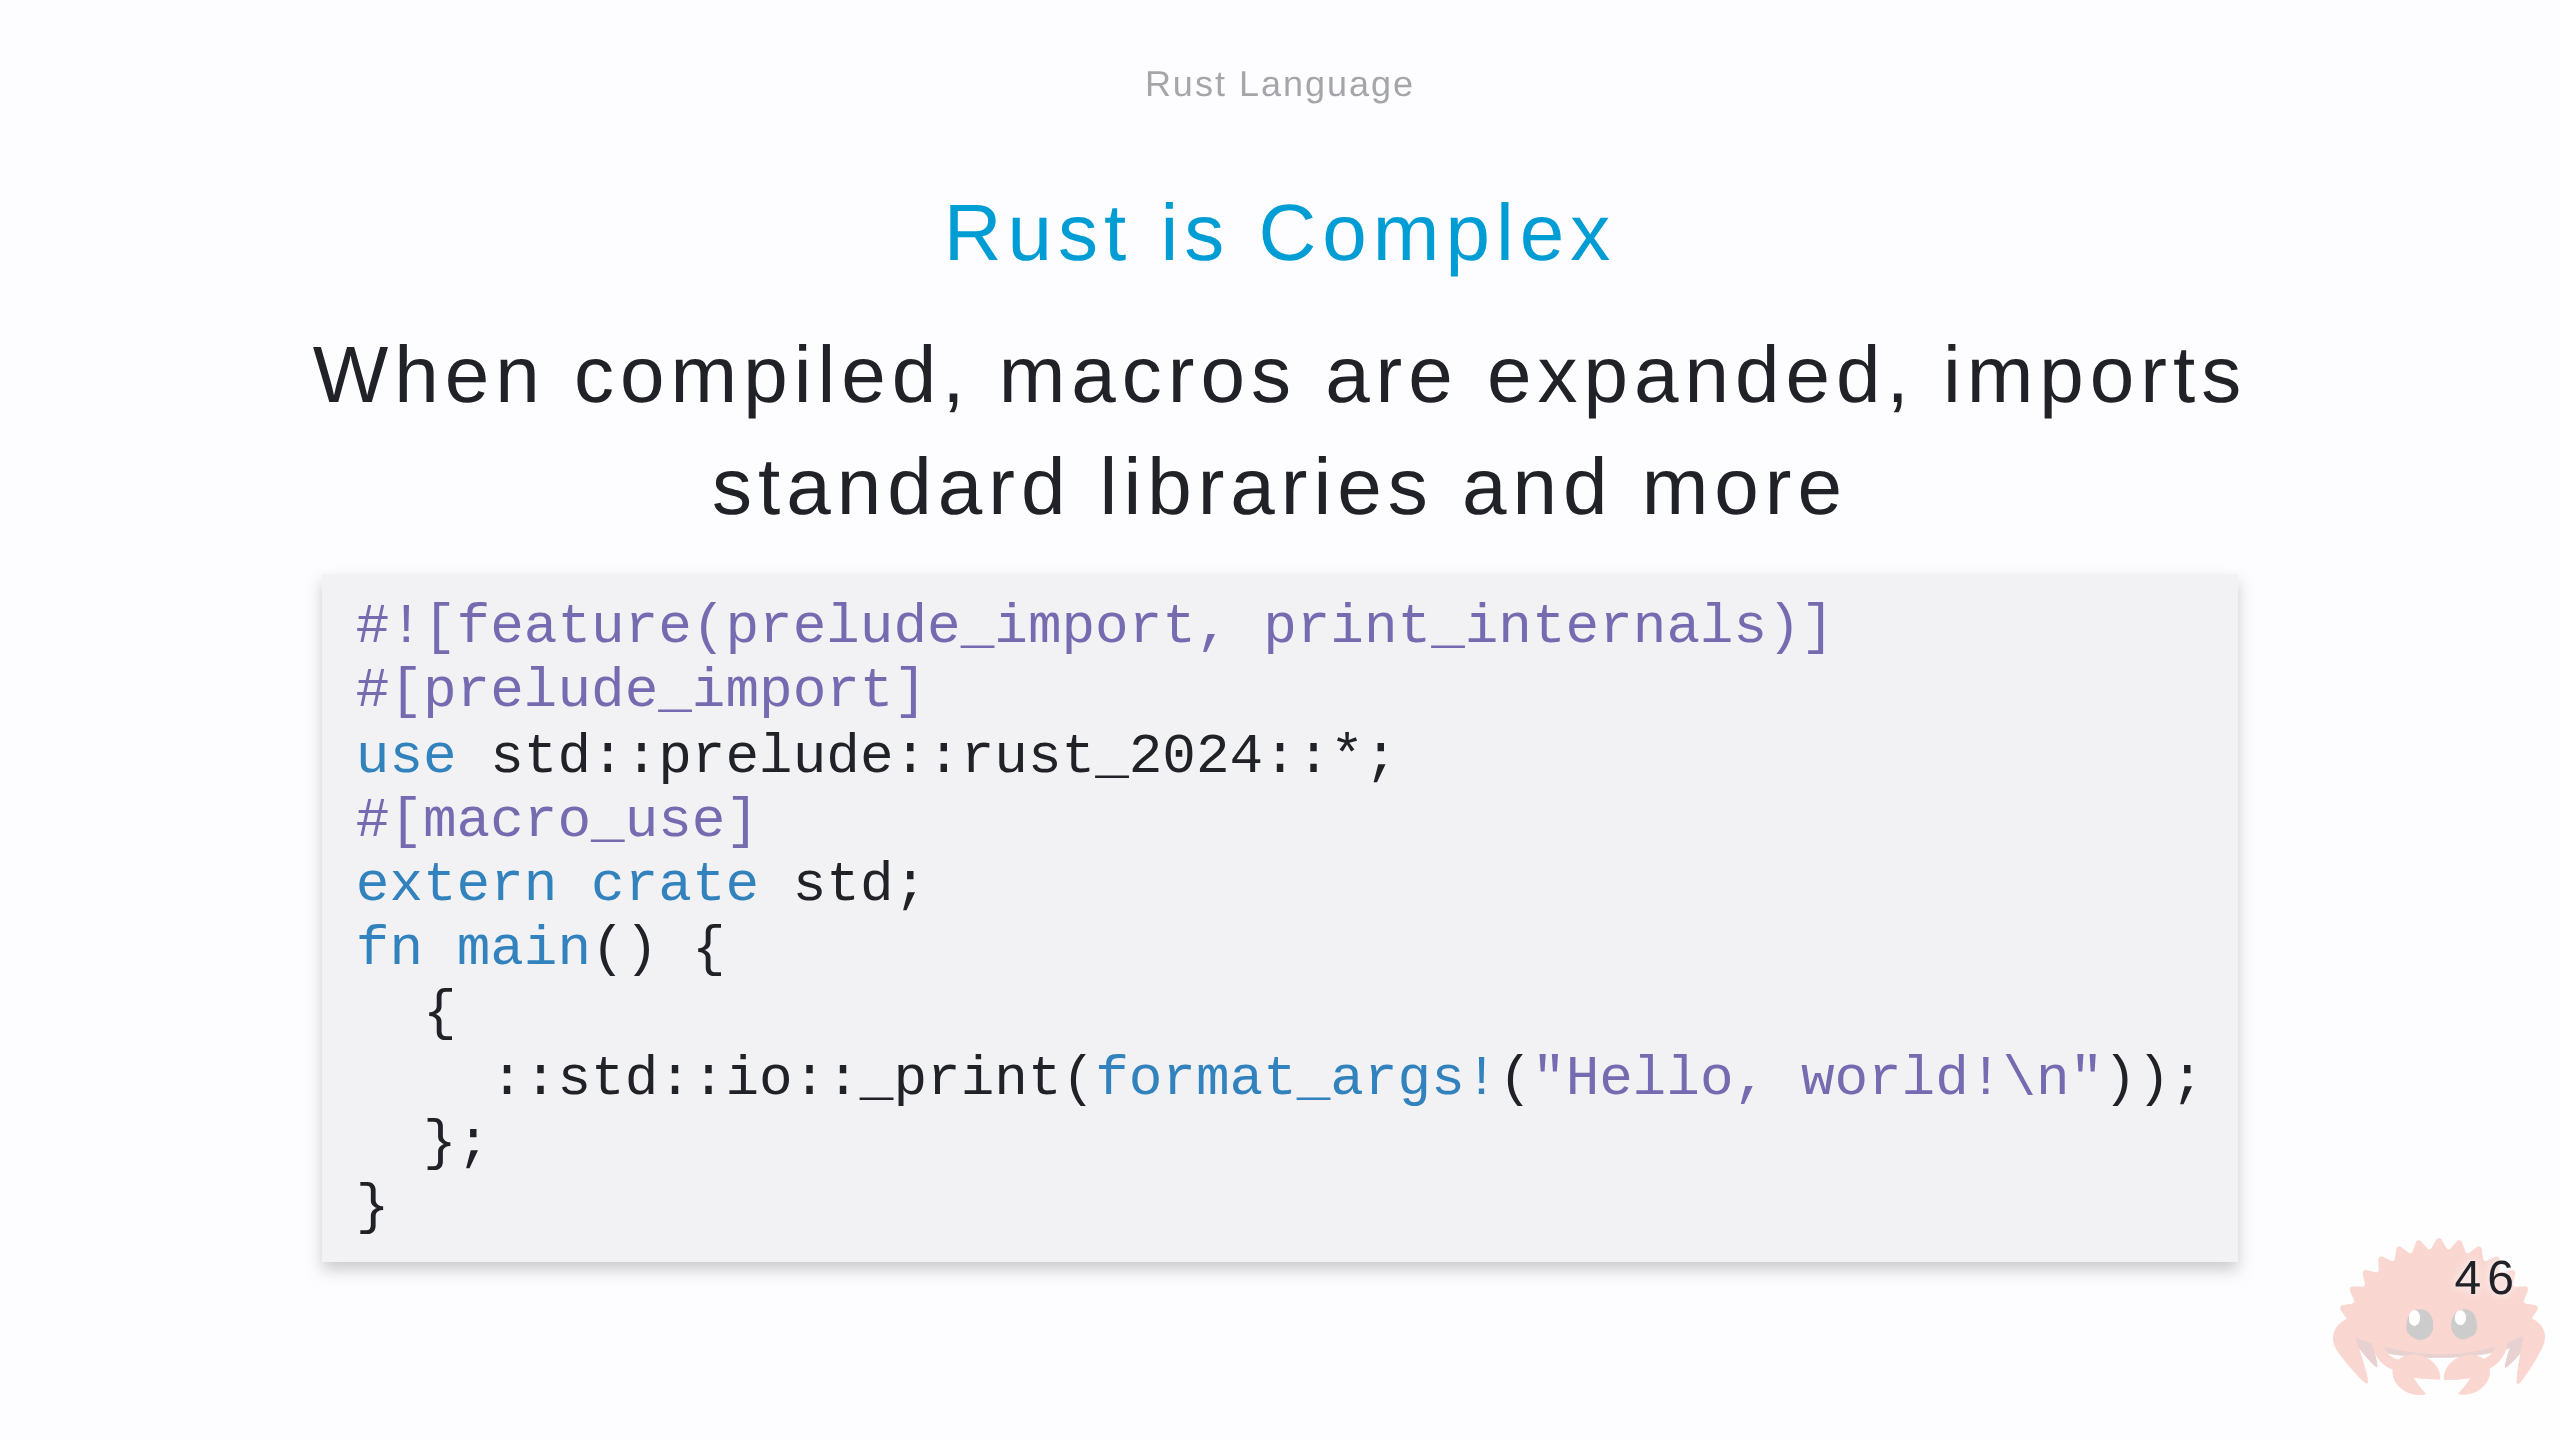 Rust Language
Rust is Complex
When compiled, macros are expanded, imports
standard libraries and more
#![feature(prelude_import, print_internals)]
#[prelude_import]
use std::prelude::rust_2024::*;
#[macro_use]
extern crate std;
fn main() {
  {
    ::std::io::_print(format_args!("Hello, world!\n"));
  };
}
46